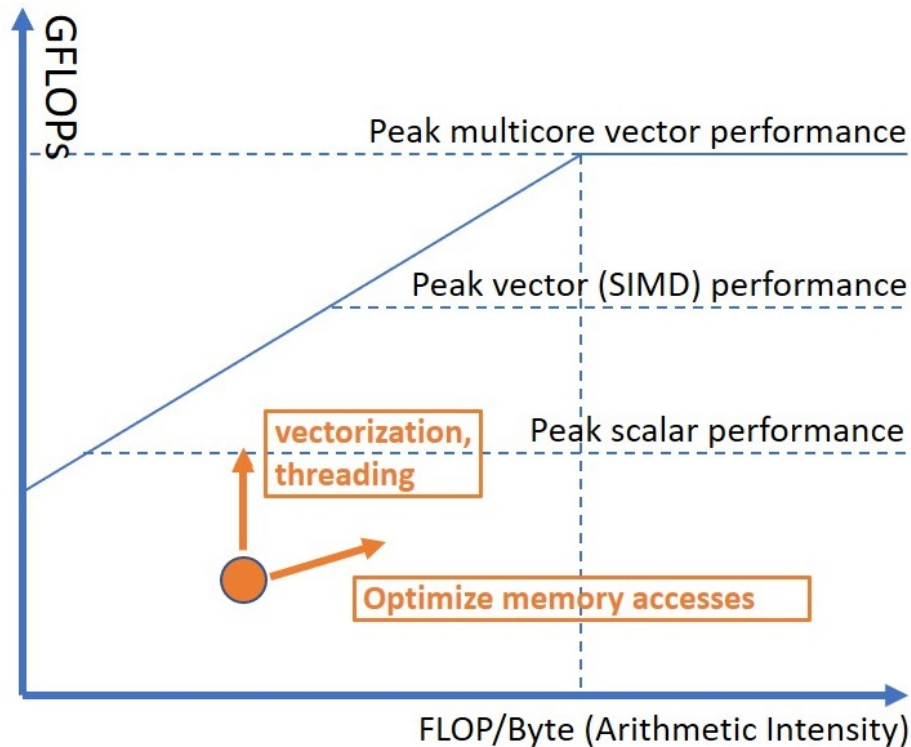 GFLOPs
Peak multicore vector performance
Peak vector (SIMD) performance
vectorization,
threading
Peak scalar performance
Optimize memory accesses
FLOP/Byte (Arithmetic Intensity)